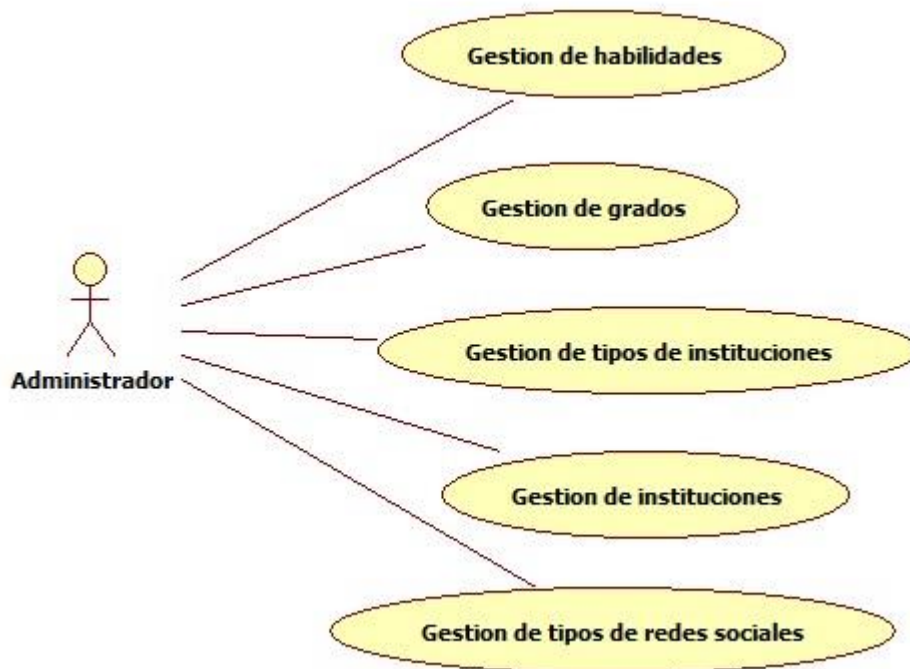 Gestion de habilidades
Gestion de grados
Gestion de tipos de instituciones
Administrador
Gestion de instituciones
Gestion de tipos de redes sociales